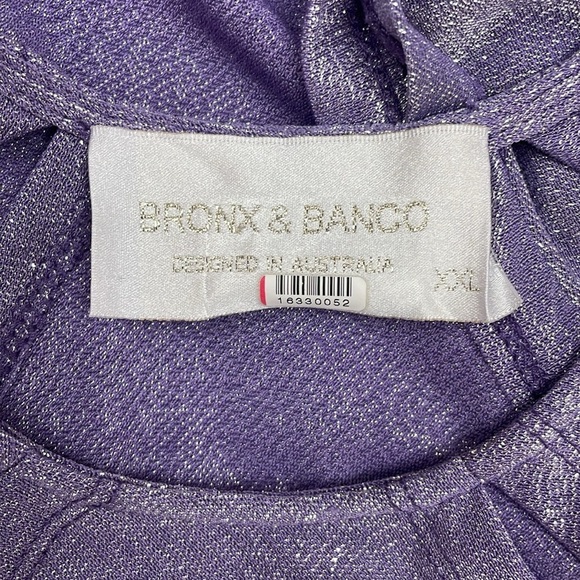 BRONX & BANCO
DESIGNED IN AUSTRALIA
XXL
16330052